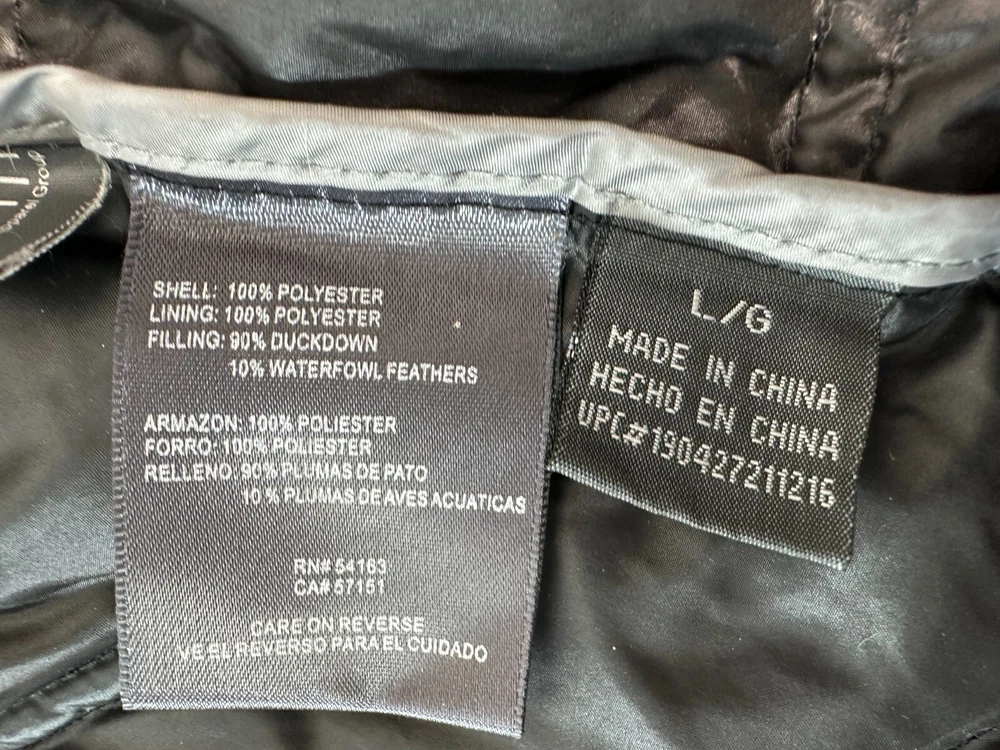 Group
SHELL: 100% POLYESTER
LINING: 100% POLYESTER
FILLING: 90% DUCKDOWN
10% WATERFOWL FEATHERS
ARMAZON: 100% POLIESTER
FORRO: 100% POLIESTER
RELLENO: 90% PLUMAS DE PATO
10 % PLUMAS DE AVES ACUATICAS
RN# 54163
CA# 57151
CARE ON REVERSE
VE EL REVERSO PARA EL CUIDADO
L/G
MADE IN CHINA
HECHO EN CHINA
UPC#190427211216